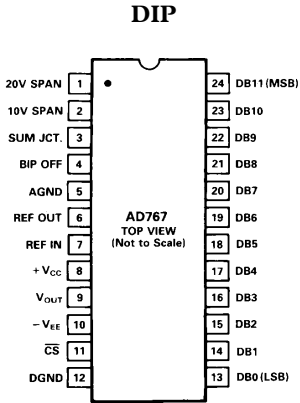 DIP
20V SPAN 1 24 DB11 (MSB)
10V SPAN 2 23 DB10
SUM JCT. 3 22 DB9
BIP OFF 4 21 DB8
AGND 5 20 DB7
REF OUT 6 AD767 19 DB6
TOP VIEW
REF IN 7 (Not to Scale) 18 DB5
+VCC 8 17 DB4
VOUT 9 16 DB3
−VEE 10 15 DB2
C̅S̅ 11 14 DB1
DGND 12 13 DB0 (LSB)